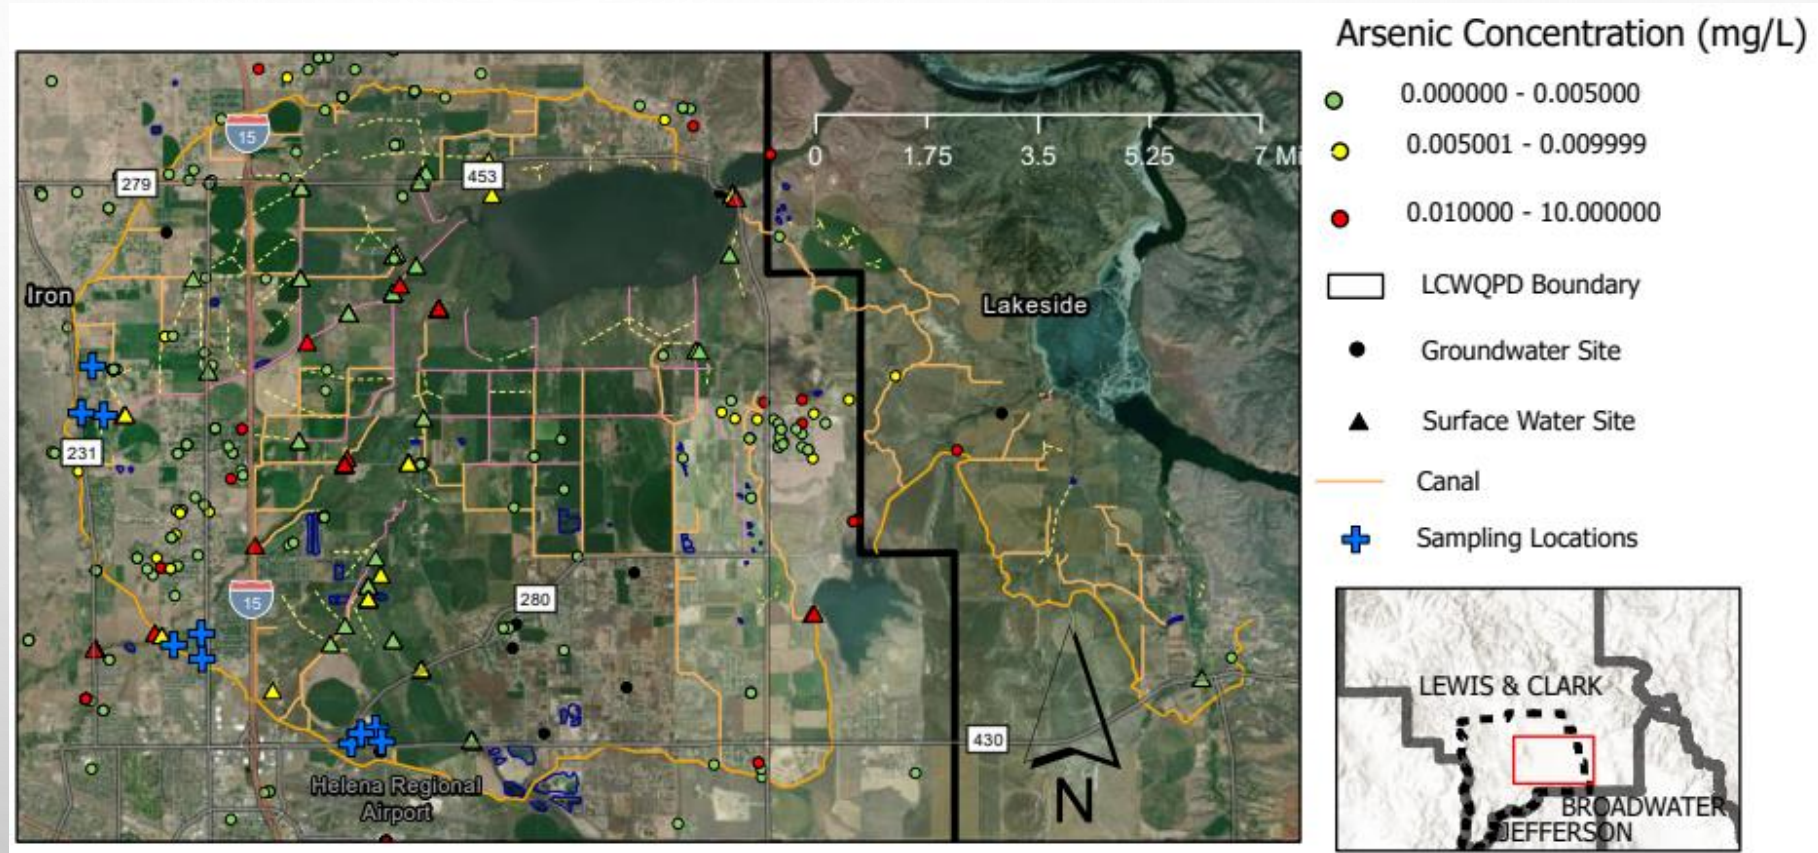 Arsenic Concentration (mg/L)
0.000000 - 0.005000
0.005001 - 0.009999
0.010000 - 10.000000
LCWQPD Boundary
Groundwater Site
Surface Water Site
Canal
Sampling Locations
15
0 1.75 3.5 5.25 7 Mi
279
453
Iron
Lakeside
231
15
280
430
N
Helena Regional
Airport
LEWIS & CLARK
BROADWATER
JEFFERSON